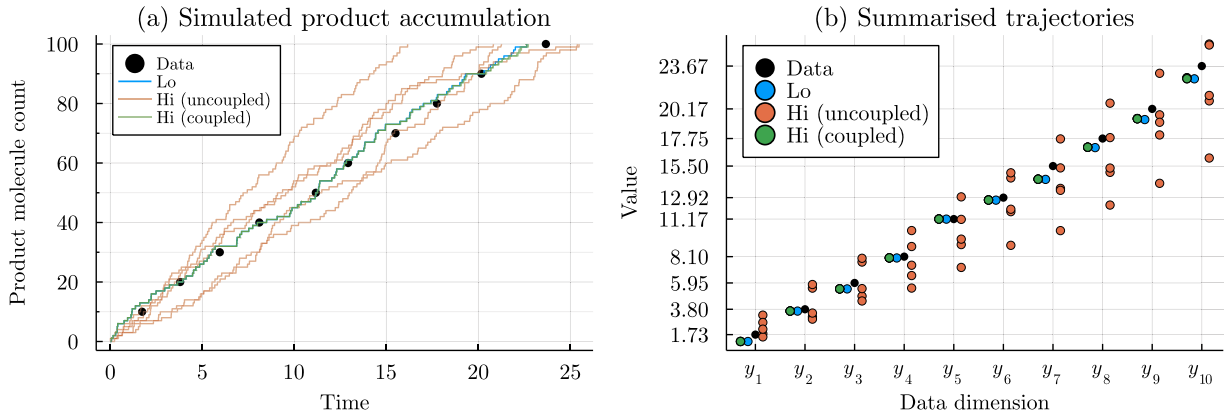 (a) Simulated product accumulation
Product molecule count
100
80
60
40
20
0
Data
Lo
Hi (uncoupled)
Hi (coupled)
0 5 10 15 20 25
Time
(b) Summarised trajectories
Value
23.67
20.17
17.75
15.50
12.92
11.17
8.10
5.95
3.80
1.73
Data
Lo
Hi (uncoupled)
Hi (coupled)
y₁ y₂ y₃ y₄ y₅ y₆ y₇ y₈ y₉ y₁₀
Data dimension